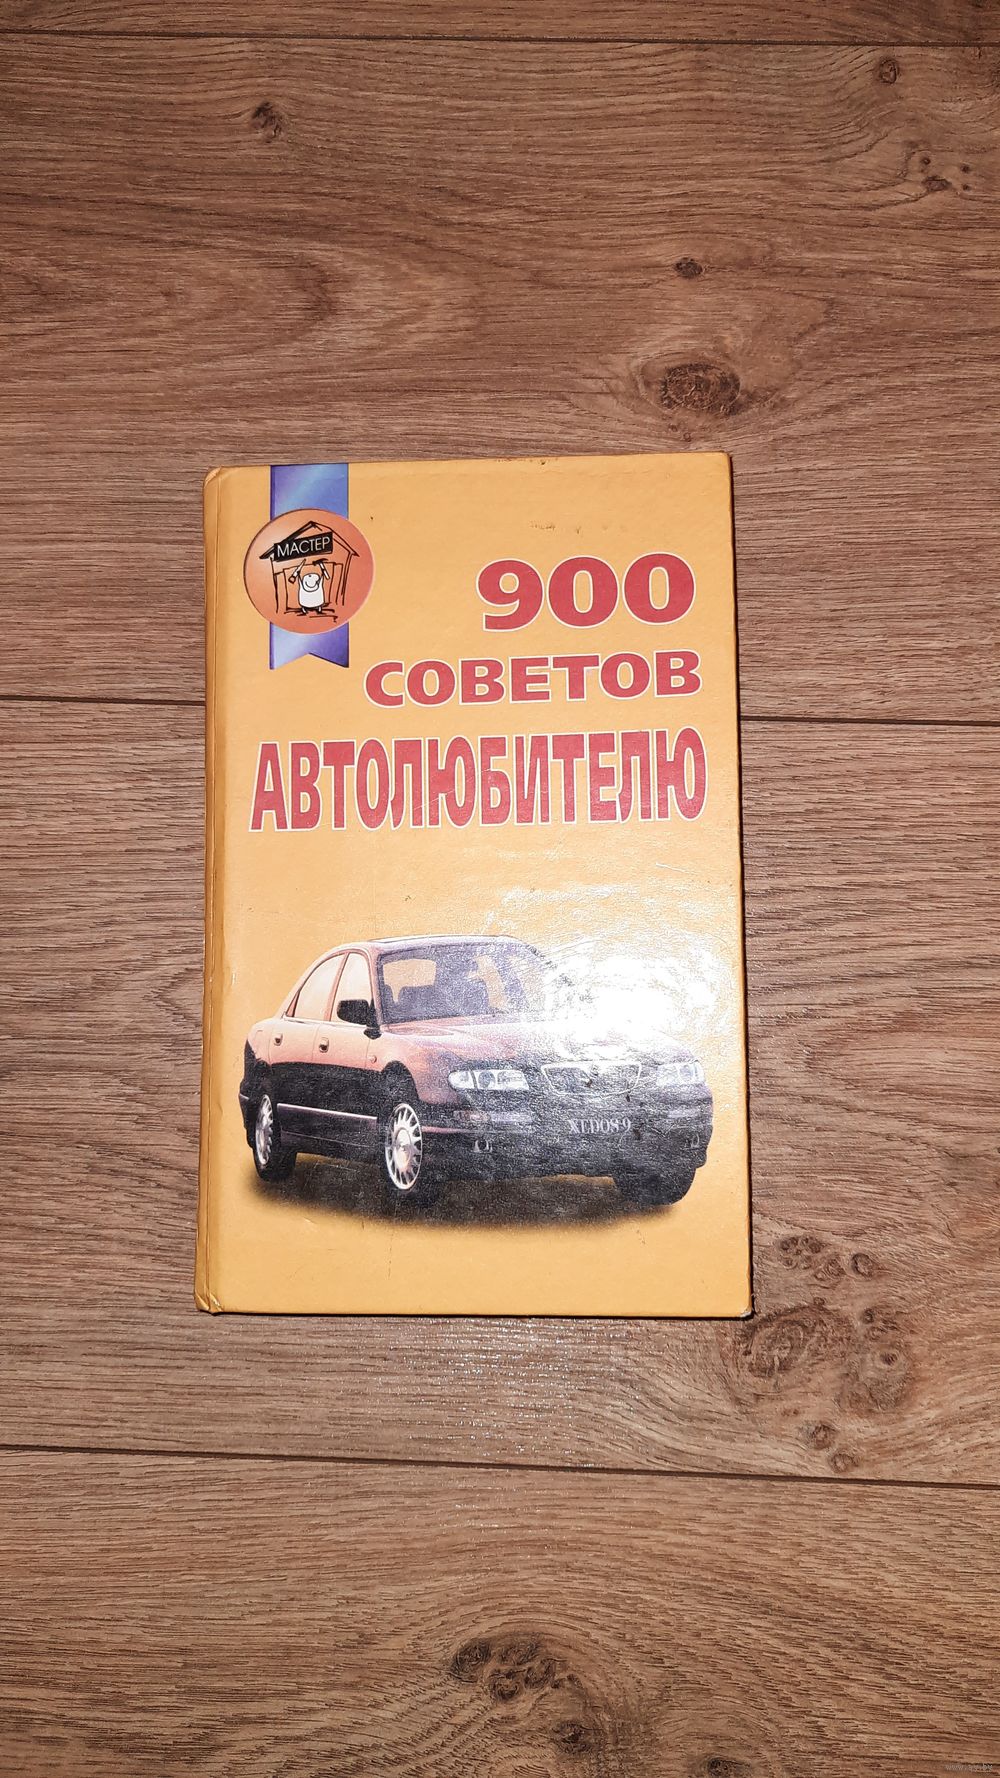 МАСТЕР
900
СОВЕТОВ
АВТОЛЮБИТЕЛЮ
XEDOS 9